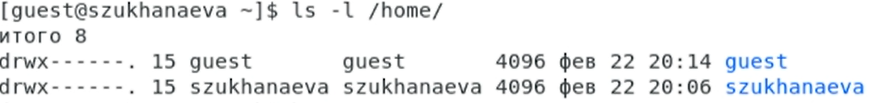 [guest@szukhanaeva ~]$ ls -l /home/
итого 8
drwx------. 15 guest       guest       4096 фев 22 20:14 guest
drwx------. 15 szukhanaeva szukhanaeva 4096 фев 22 20:06 szukhanaeva